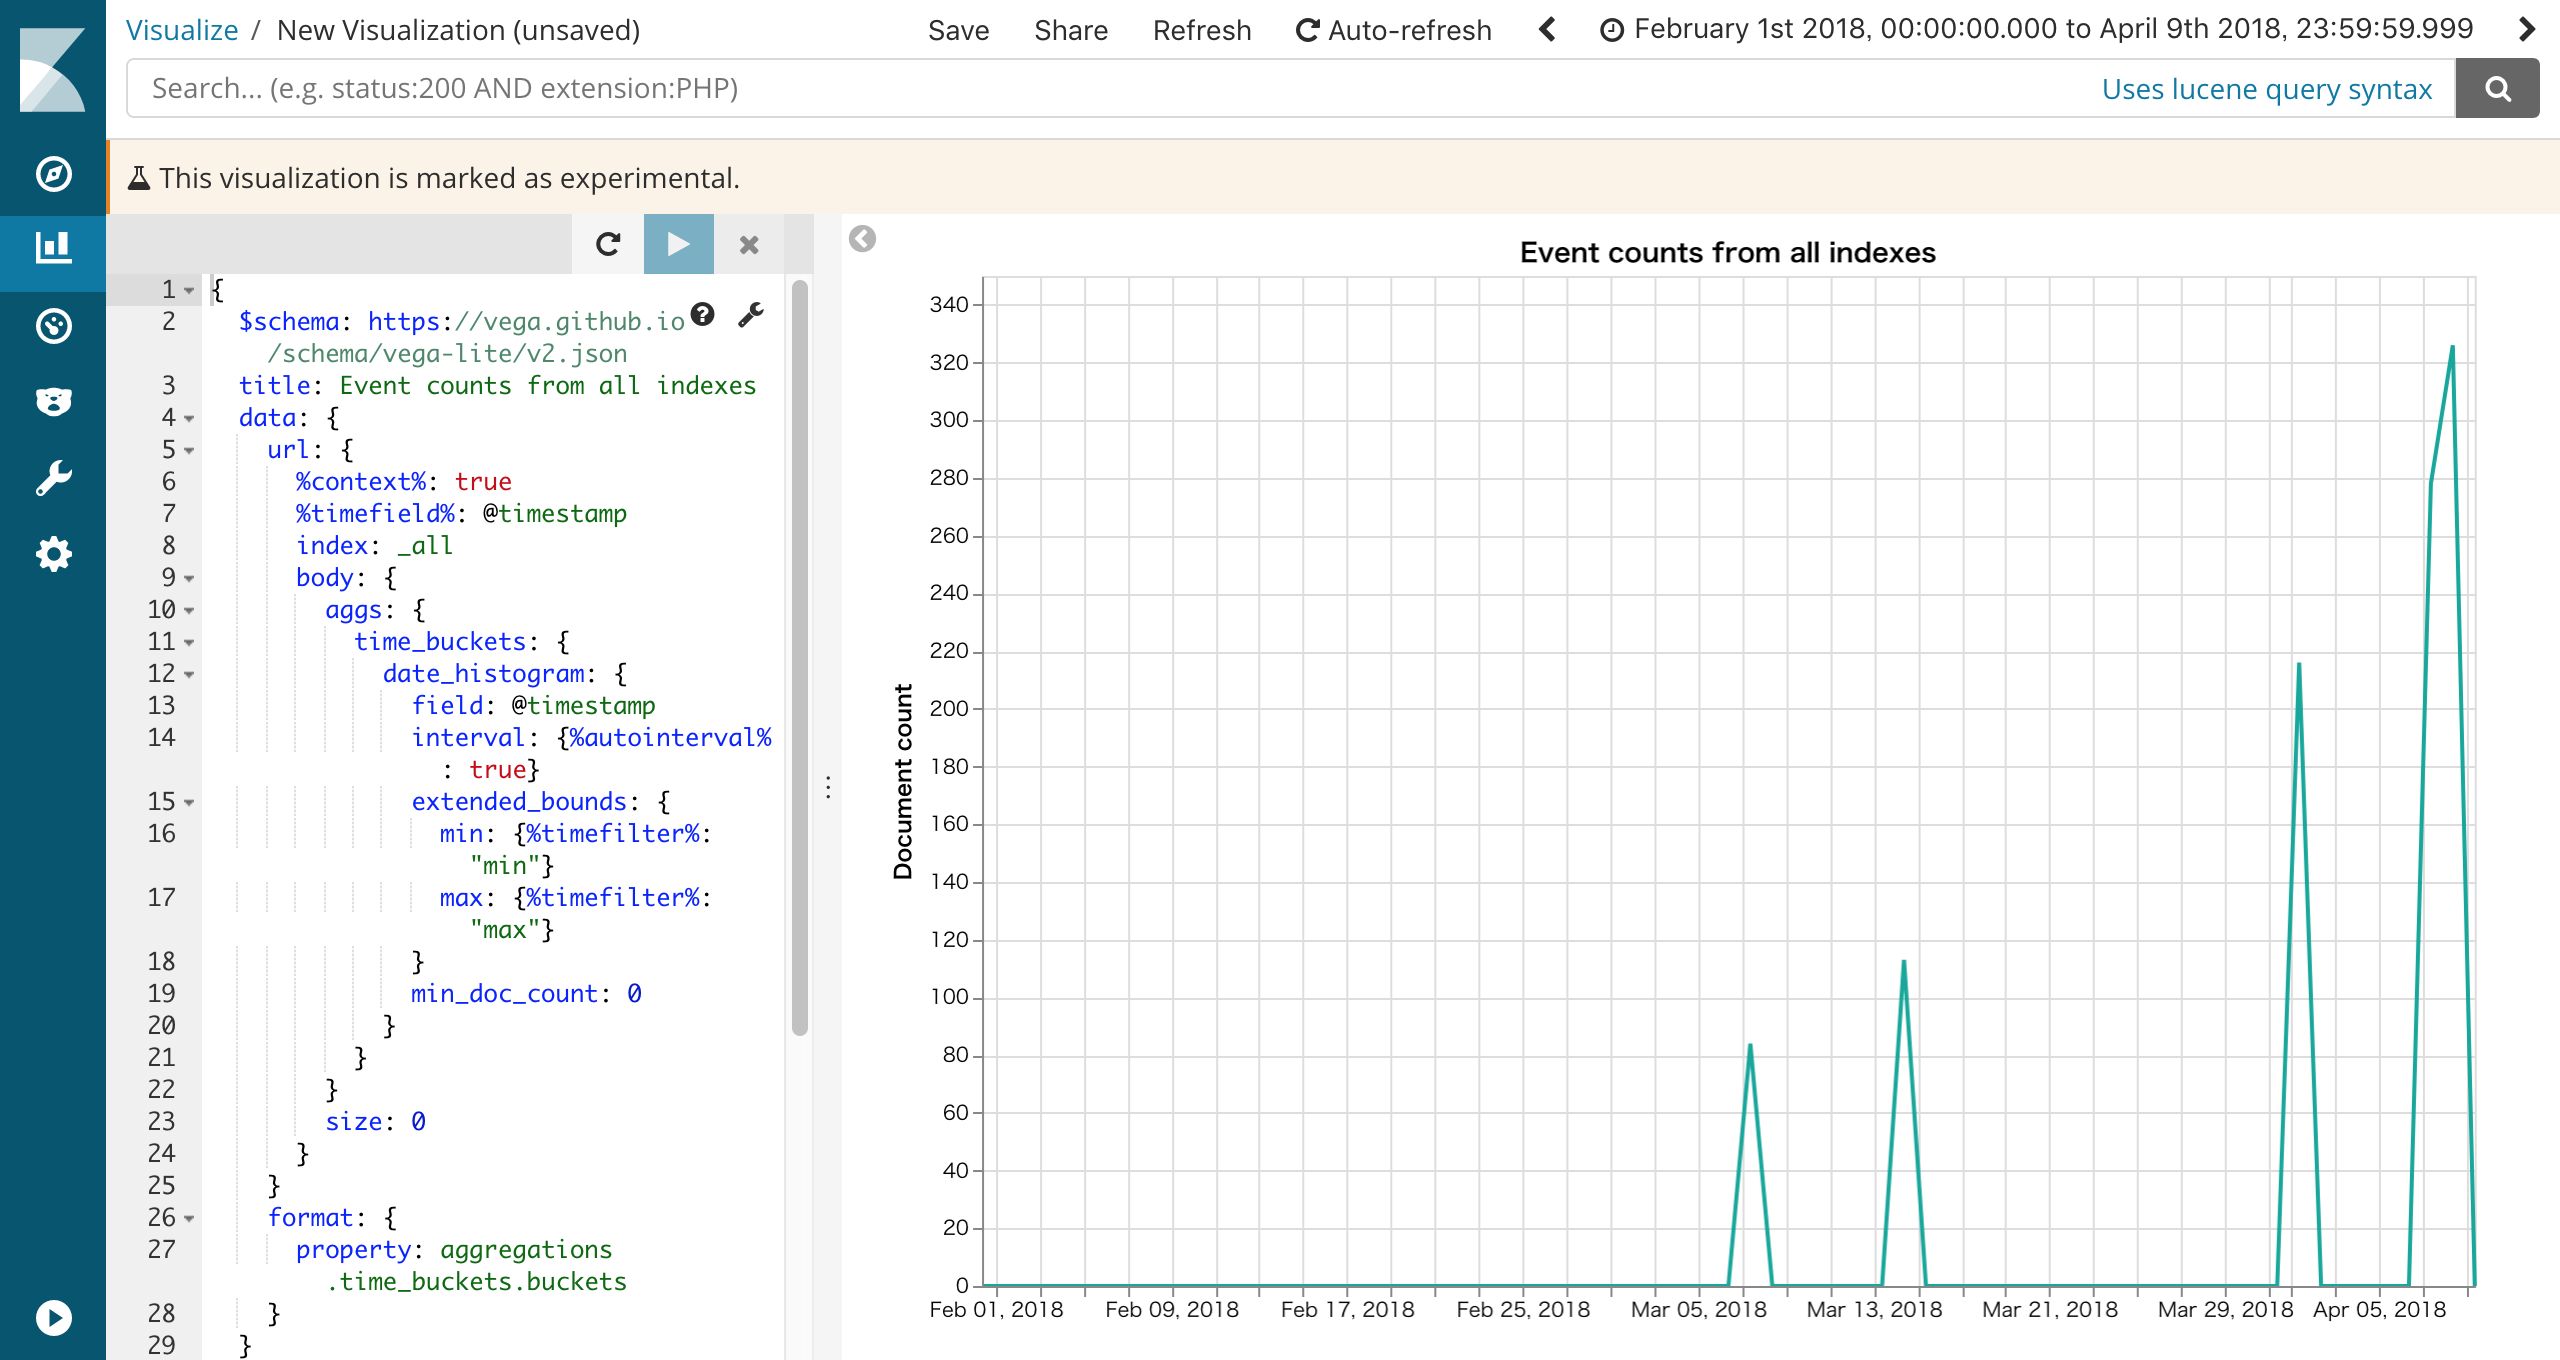 Visualize / New Visualization (unsaved)
Save Share Refresh Auto-refresh February 1st 2018, 00:00:00.000 to April 9th 2018, 23:59:59.999
Search... (e.g. status:200 AND extension:PHP)
Uses lucene query syntax
This visualization is marked as experimental.
1 {
2 $schema: https://vega.github.io
/schema/vega-lite/v2.json
3 title: Event counts from all indexes
4 data: {
5 url: {
6 %context%: true
7 %timefield%: @timestamp
8 index: _all
9 body: {
10 aggs: {
11 time_buckets: {
12 date_histogram: {
13 field: @timestamp
14 interval: {%autointerval%
: true}
15 extended_bounds: {
16 min: {%timefilter%:
"min"}
17 max: {%timefilter%:
"max"}
18 }
19 min_doc_count: 0
20 }
21 }
22 }
23 size: 0
24 }
25 }
26 format: {
27 property: aggregations
.time_buckets.buckets
28 }
29 }
Event counts from all indexes
Document count
340
320
300
280
260
240
220
200
180
160
140
120
100
80
60
40
20
0
Feb 01, 2018 Feb 09, 2018 Feb 17, 2018 Feb 25, 2018 Mar 05, 2018 Mar 13, 2018 Mar 21, 2018 Mar 29, 2018 Apr 05, 2018